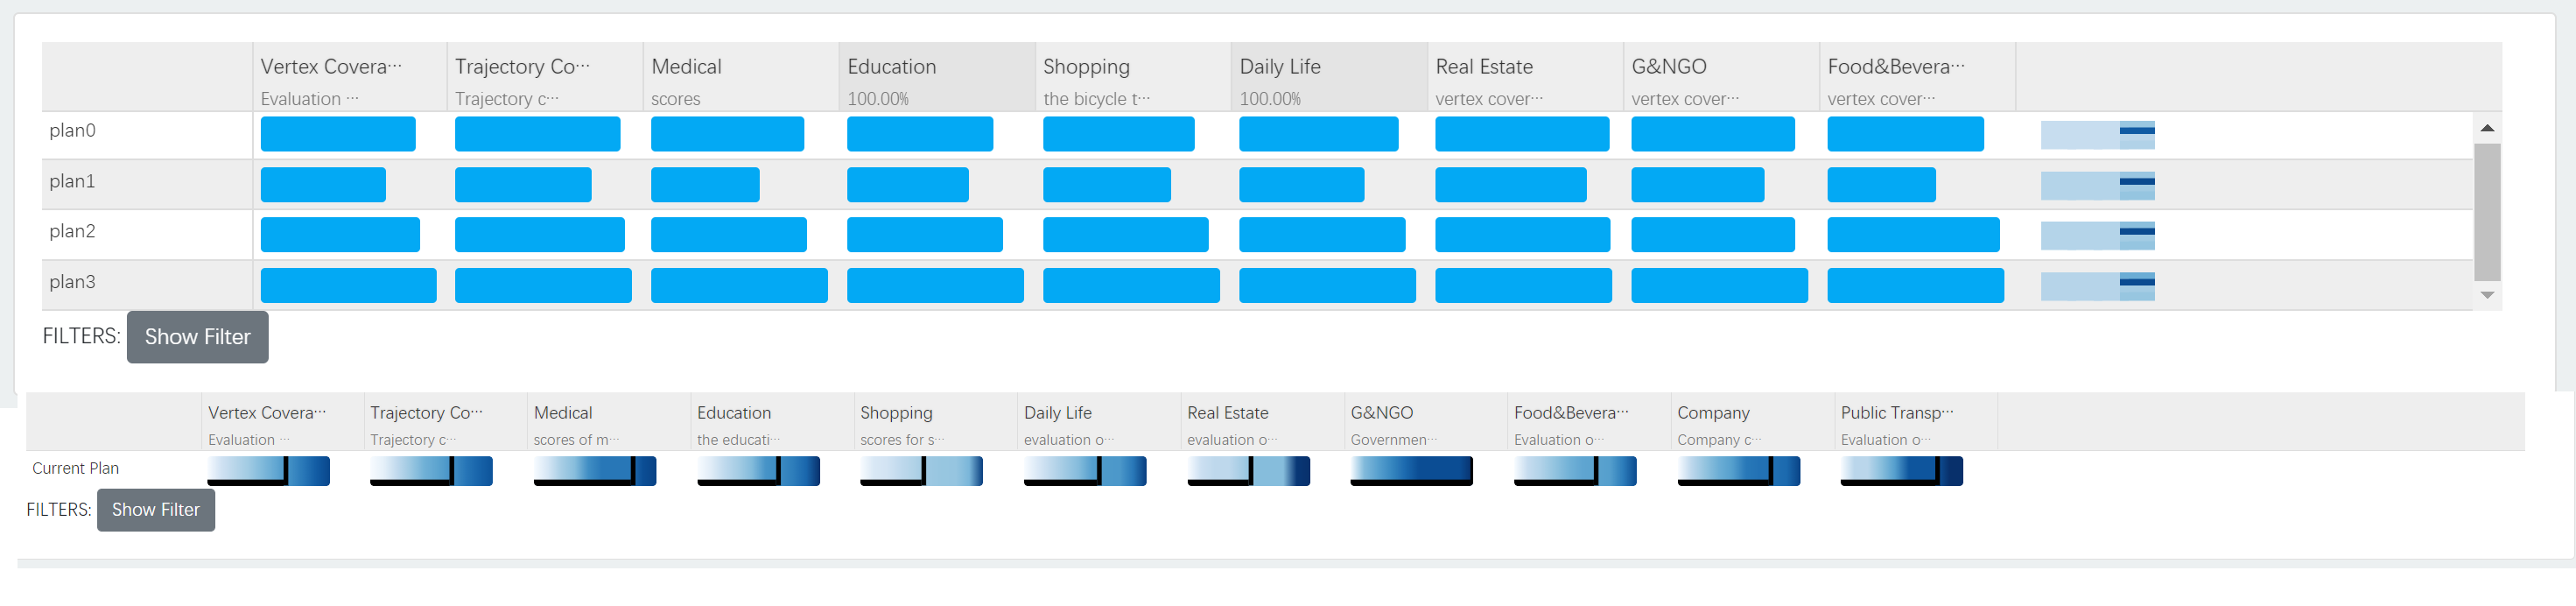 Vertex Covera··· Trajectory Co··· Medical Education Shopping Daily Life Real Estate G&NGO Food&Bevera···
Evaluation ··· Trajectory c··· scores 100.00% the bicycle t··· 100.00% vertex cover··· vertex cover··· vertex cover···
plan0
plan1
plan2
plan3
FILTERS: Show Filter
Vertex Covera··· Trajectory Co··· Medical Education Shopping Daily Life Real Estate G&NGO Food&Bevera··· Company Public Transp···
Evaluation ··· Trajectory c··· scores of m··· the educati··· scores for s··· evaluation o··· evaluation o··· Governmen··· Evaluation o··· Company c··· Evaluation o···
Current Plan
FILTERS: Show Filter